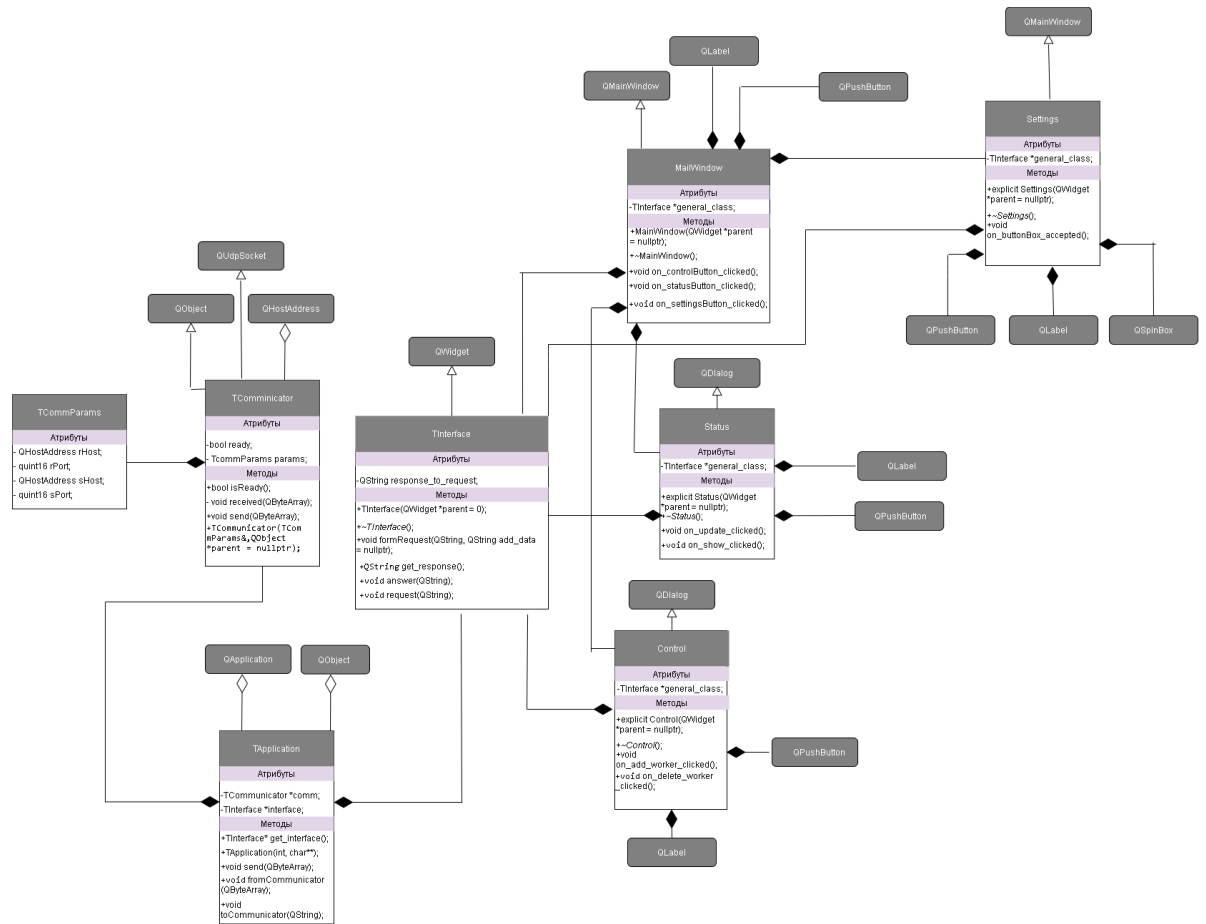 QMainWindow
QLabel
QMainWindow
QPushButton
Settings
Атрибуты
-TInterface *general_class;
Методы
+explicit Settings(QWidget
*parent = nullptr);
+~Settings();
+void
on_buttonBox_accepted();
QPushButton
QLabel
QSpinBox
MailWindow
Атрибуты
-TInterface *general_class;
Методы
+MainWindow(QWidget *parent
= nullptr);
+~MainWindow();
+void on_controlButton_clicked();
+void on_statusButton_clicked();
+void on_settingsButton_clicked();
QUdpSocket
QObject
QHostAddress
TCommParams
Атрибуты
- QHostAddress rHost;
- quint16 rPort;
- QHostAddress sHost;
- quint16 sPort;
TComminicator
Атрибуты
-bool ready;
- TcommParams params;
Методы
+bool isReady();
- void received(QByteArray);
+void send(QByteArray);
+TCommunicator(TCom
mParams&,QObject
*parent = nullptr);
QWidget
TInterface
Атрибуты
-QString response_to_request;
Методы
+TInterface(QWidget *parent = 0);
+~TInterface();
+void formRequest(QString, QString add_data
= nullptr);
+QString get_response();
+void answer(QString);
+void request(QString);
QDIalog
Status
Атрибуты
-TInterface *general_class;
Методы
+explicit Status(QWidget
*parent = nullptr);
+~Status();
+void on_update_clicked();
+void on_show_clicked();
QLabel
QPushButton
QDIalog
Control
Атрибуты
-TInterface *general_class;
Методы
+explicit Control(QWidget
*parent = nullptr);
+~Control();
+void
on_add_worker_clicked();
+void on_delete_worker
_clicked();
QPushButton
QLabel
QApplication
QObject
TApplication
Атрибуты
-TCommunicator *comm;
-TInterface *interface;
Методы
+TInterface* get_interface();
+TApplication(int, char**);
+void send(QByteArray);
+void fromCommunicator
(QByteArray);
+void
toCommunicator(QString);